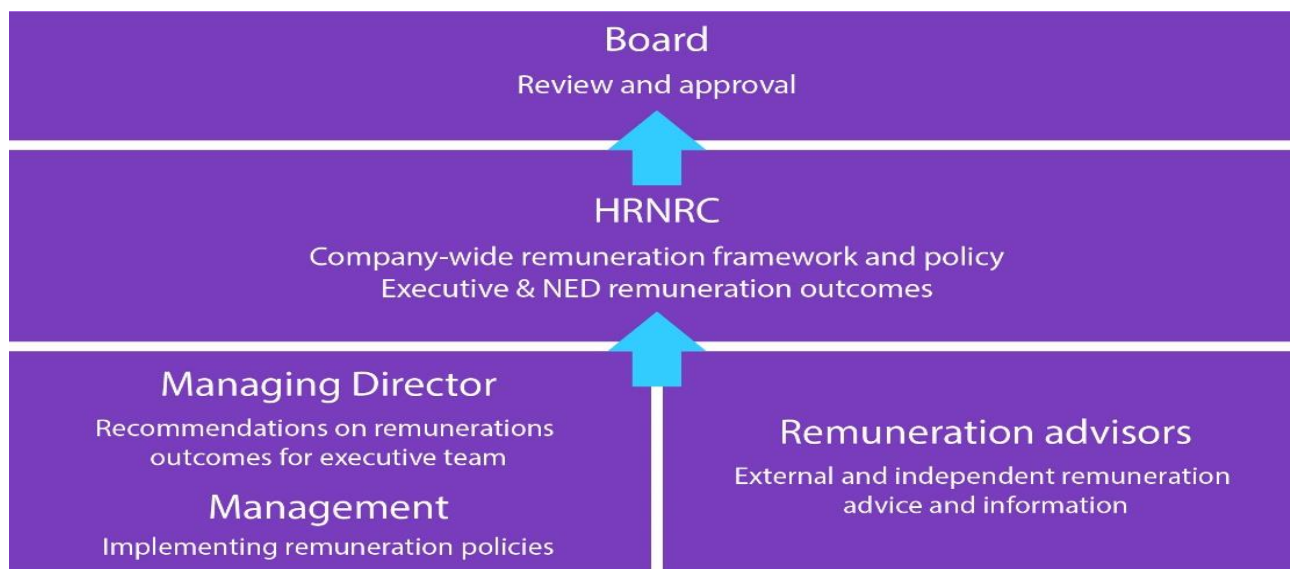 Board
Review and approval
HRNRC
Company-wide remuneration framework and policy
Executive & NED remuneration outcomes
Managing Director
Recommendations on remunerations
outcomes for executive team
Management
Implementing remuneration policies
Remuneration advisors
External and independent remuneration
advice and information